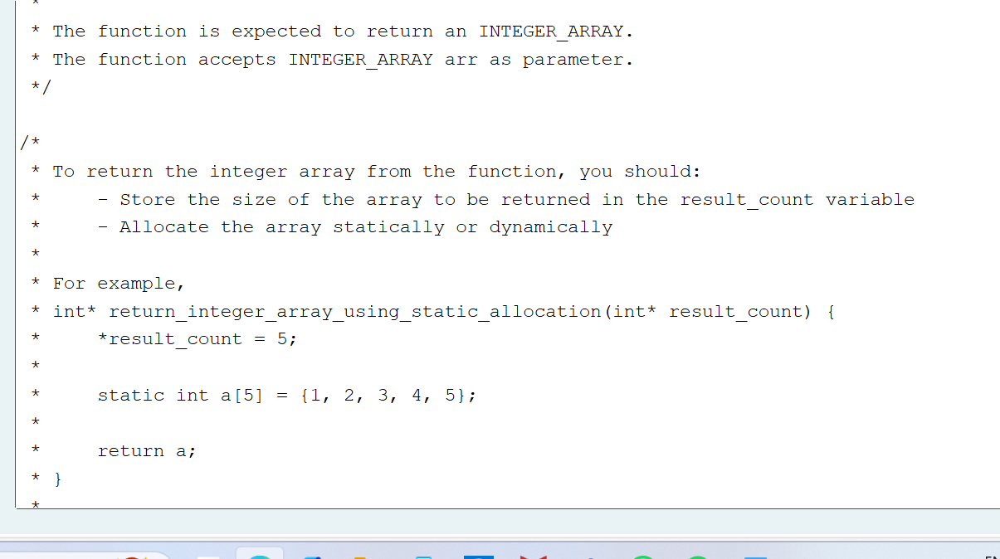 *
* The function is expected to return an INTEGER_ARRAY.
* The function accepts INTEGER_ARRAY arr as parameter.
*/
/*
* To return the integer array from the function, you should:
*     - Store the size of the array to be returned in the result_count variable
*     - Allocate the array statically or dynamically
*
* For example,
* int* return_integer_array_using_static_allocation(int* result_count) {
*     *result_count = 5;
*
*     static int a[5] = {1, 2, 3, 4, 5};
*
*     return a;
* }
*